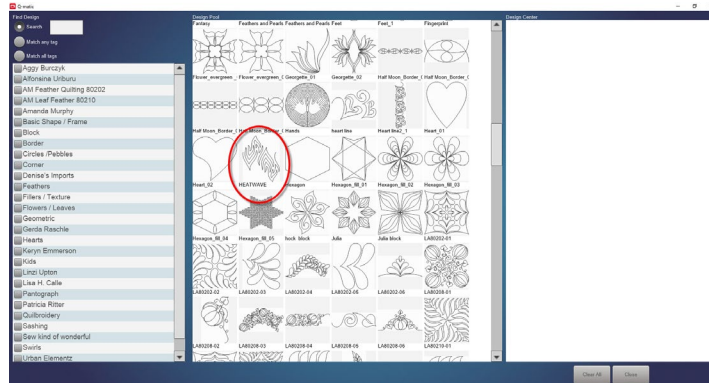 Q-matic
Find Design
Search
Match any tag
Match all tags
Aggy Burczyk
Alfonsina Uriburu
AM Feather Quilting 80202
AM Leaf Feather 80210
Amanda Murphy
Basic Shape / Frame
Block
Border
Circles /Pebbles
Corner
Denise's Imports
Feathers
Fillers / Texture
Flowers / Leaves
Geometric
Gerda Raschle
Hearts
Keryn Emmerson
Kids
Linzi Upton
Lisa H. Calle
Pantograph
Patricia Ritter
Quilbroidery
Sashing
Sew kind of wonderful
Swirls
Urban Elementz
Design Pool
Fantasy Feathers and Pearls Feathers and Pearls Feet Feet_1 Fingerprint
Flower_evergreen_ Flower_evergreen_( Georgette_01 Georgette_02 Half Moon_Border_( Half Moon_Border_(
Half Moon_Border_( Half Moon_Border_( Hands heart line Heart line2_1 Heart_01
Heart_02 HEATWAVE Hexagon Hexagon_fill_01 Hexagon_fill_02 Hexagon_fill_03
Hexagon_fill_04 Hexagon_fill_05 block Julia Julia block LA80202-01
LA80202-02 LA80202-03 LA80202-04 LA80202-05 LA80202-06 LA80208-01
LA80208-02 LA80208-03 LA80208-04 LA80208-05 LA80208-06 LA80210-01
Design Center
Clear All Close